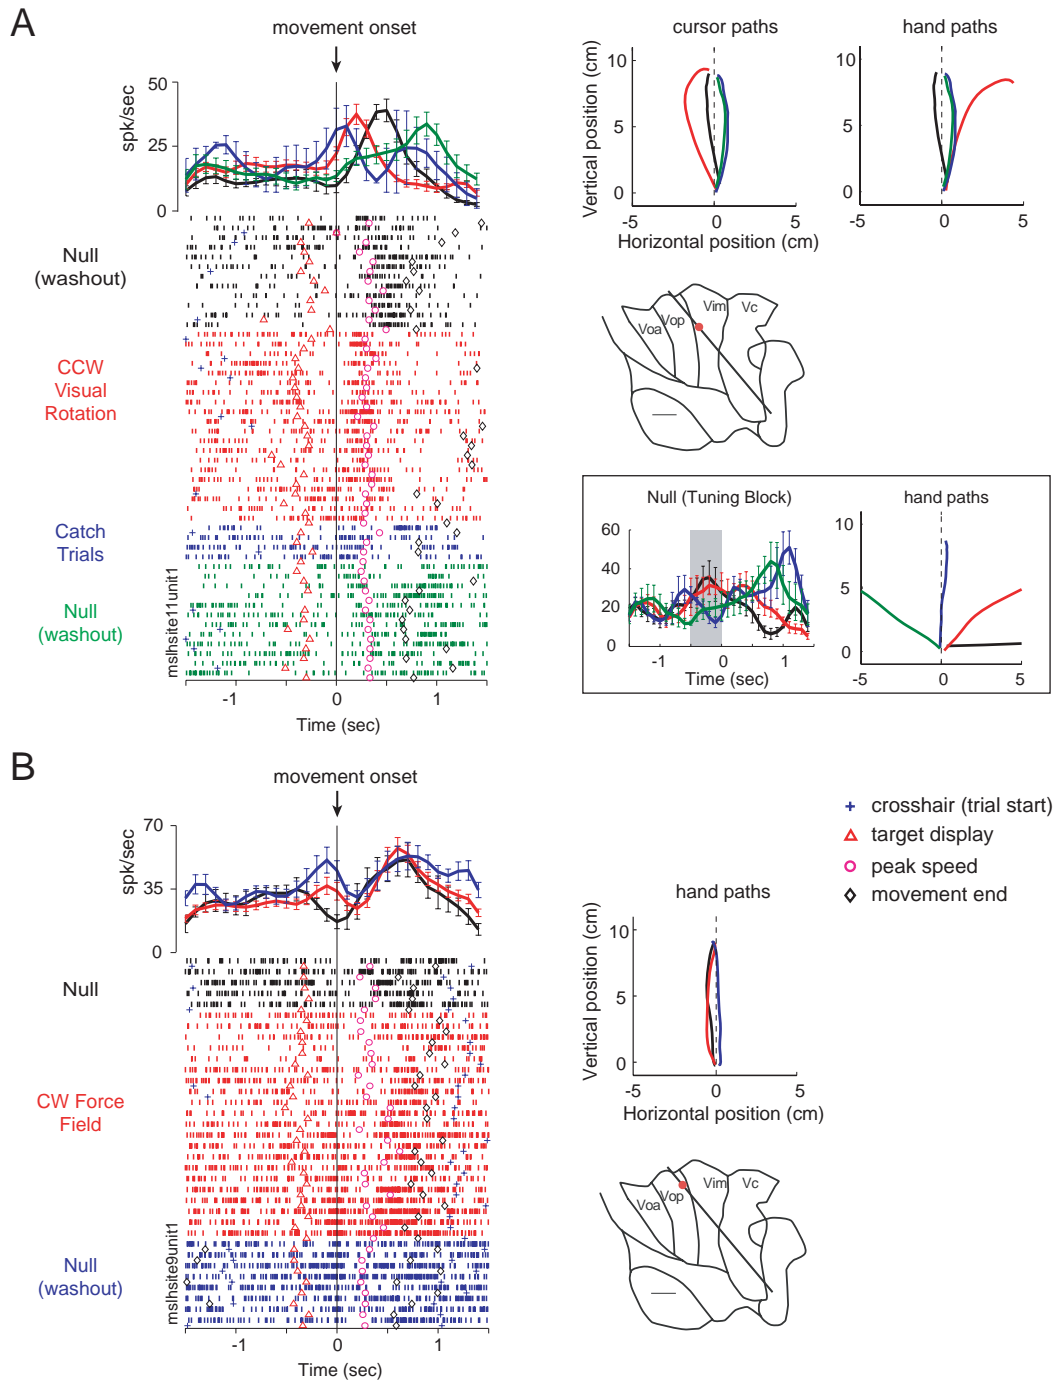 A
movement onset
50
25
0
spk/sec
Null
(washout)
CCW
Visual
Rotation
Catch
Trials
Null
(washout)
mslhsite11unit1
-1
0
1
Time (sec)
cursor paths
10
5
0
Vertical position (cm)
-5
0
5
Horizontal position (cm)
hand paths
10
5
0
-5
0
5
Voa
Vop
Vim
Vc
Null (Tuning Block)
60
40
20
0
-1
0
1
Time (sec)
hand paths
10
5
0
-5
0
5
B
movement onset
70
35
0
spk/sec
Null
CW Force
Field
Null
(washout)
mslhsite9unit1
-1
0
1
Time (sec)
crosshair (trial start)
target display
peak speed
movement end
hand paths
10
5
0
Vertical position (cm)
-5
0
5
Horizontal position (cm)
Voa
Vop
Vim
Vc